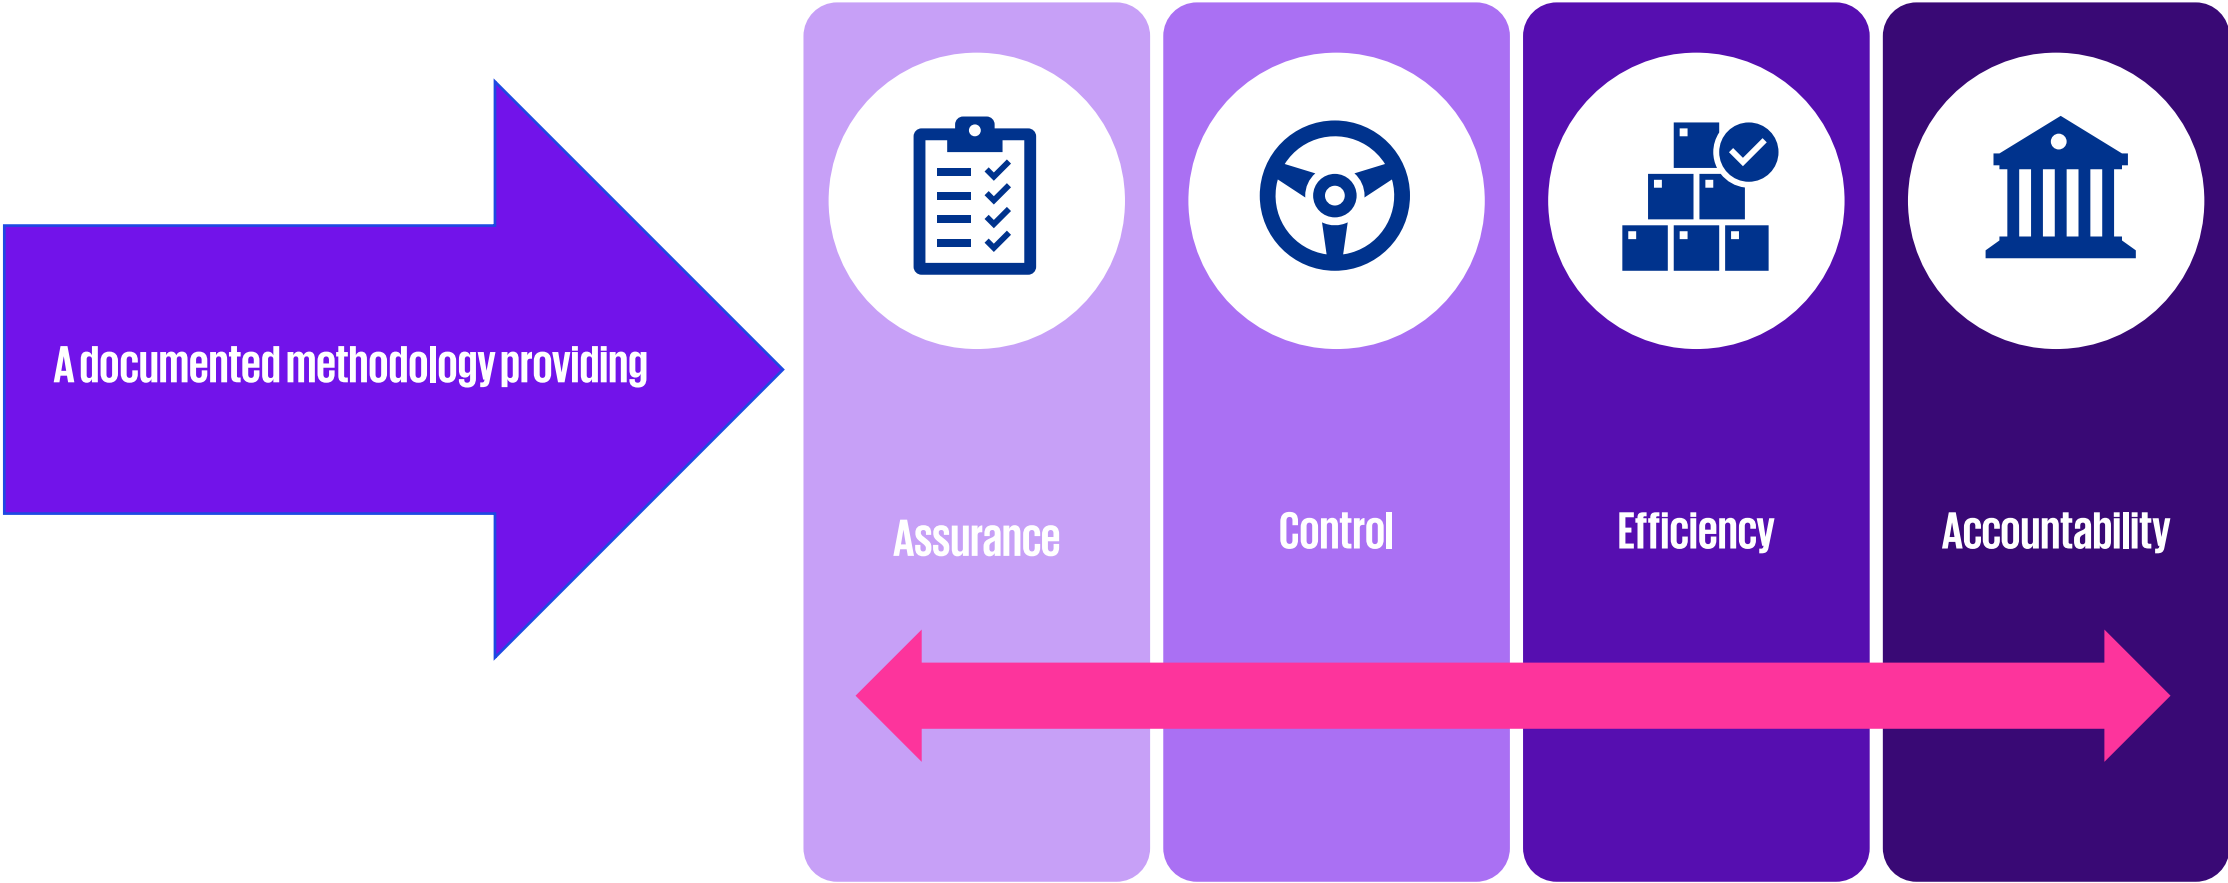 A documented methodology providing
Assurance
Control
Efficiency
Accountability